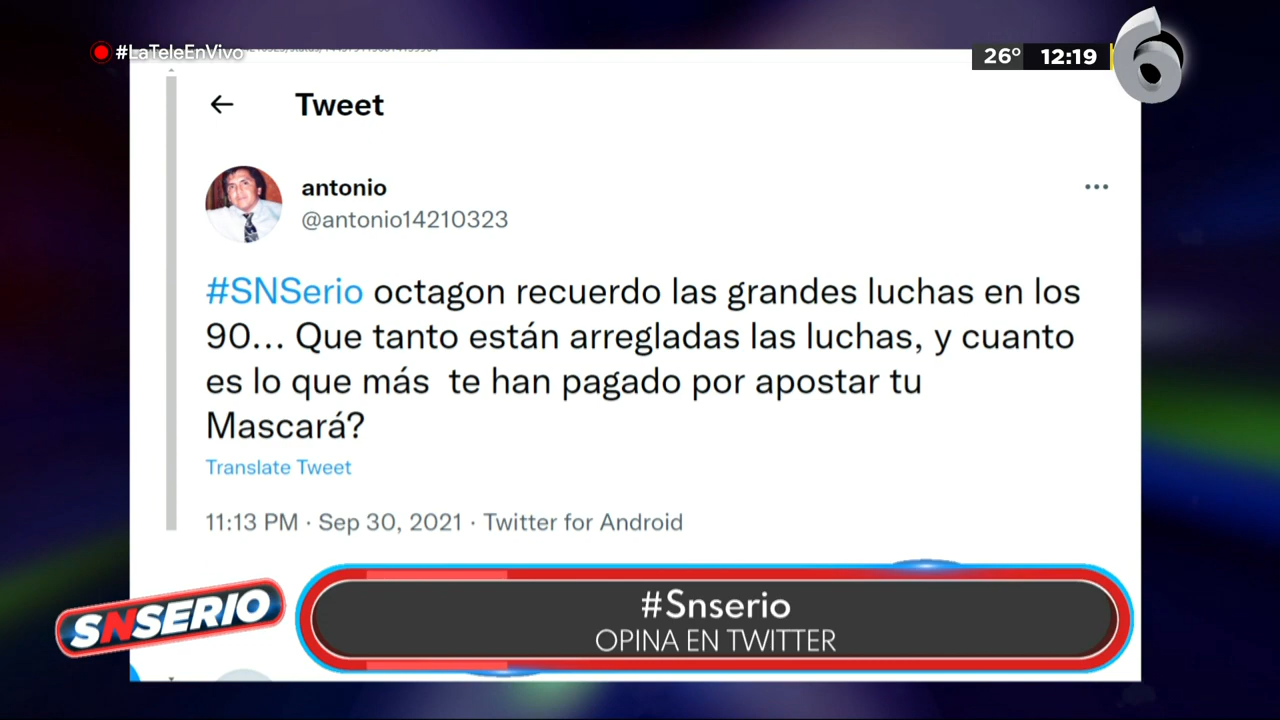 #LaTeleEnVivo
26° 12:19
6
Tweet
antonio
@antonio14210323
#SNSerio octagon recuerdo las grandes luchas en los
90... Que tanto están arregladas las luchas, y cuanto
es lo que más te han pagado por apostar tu
Mascará?
Translate Tweet
11:13 PM · Sep 30, 2021 · Twitter for Android
SNSERIO
#Snserio
OPINA EN TWITTER